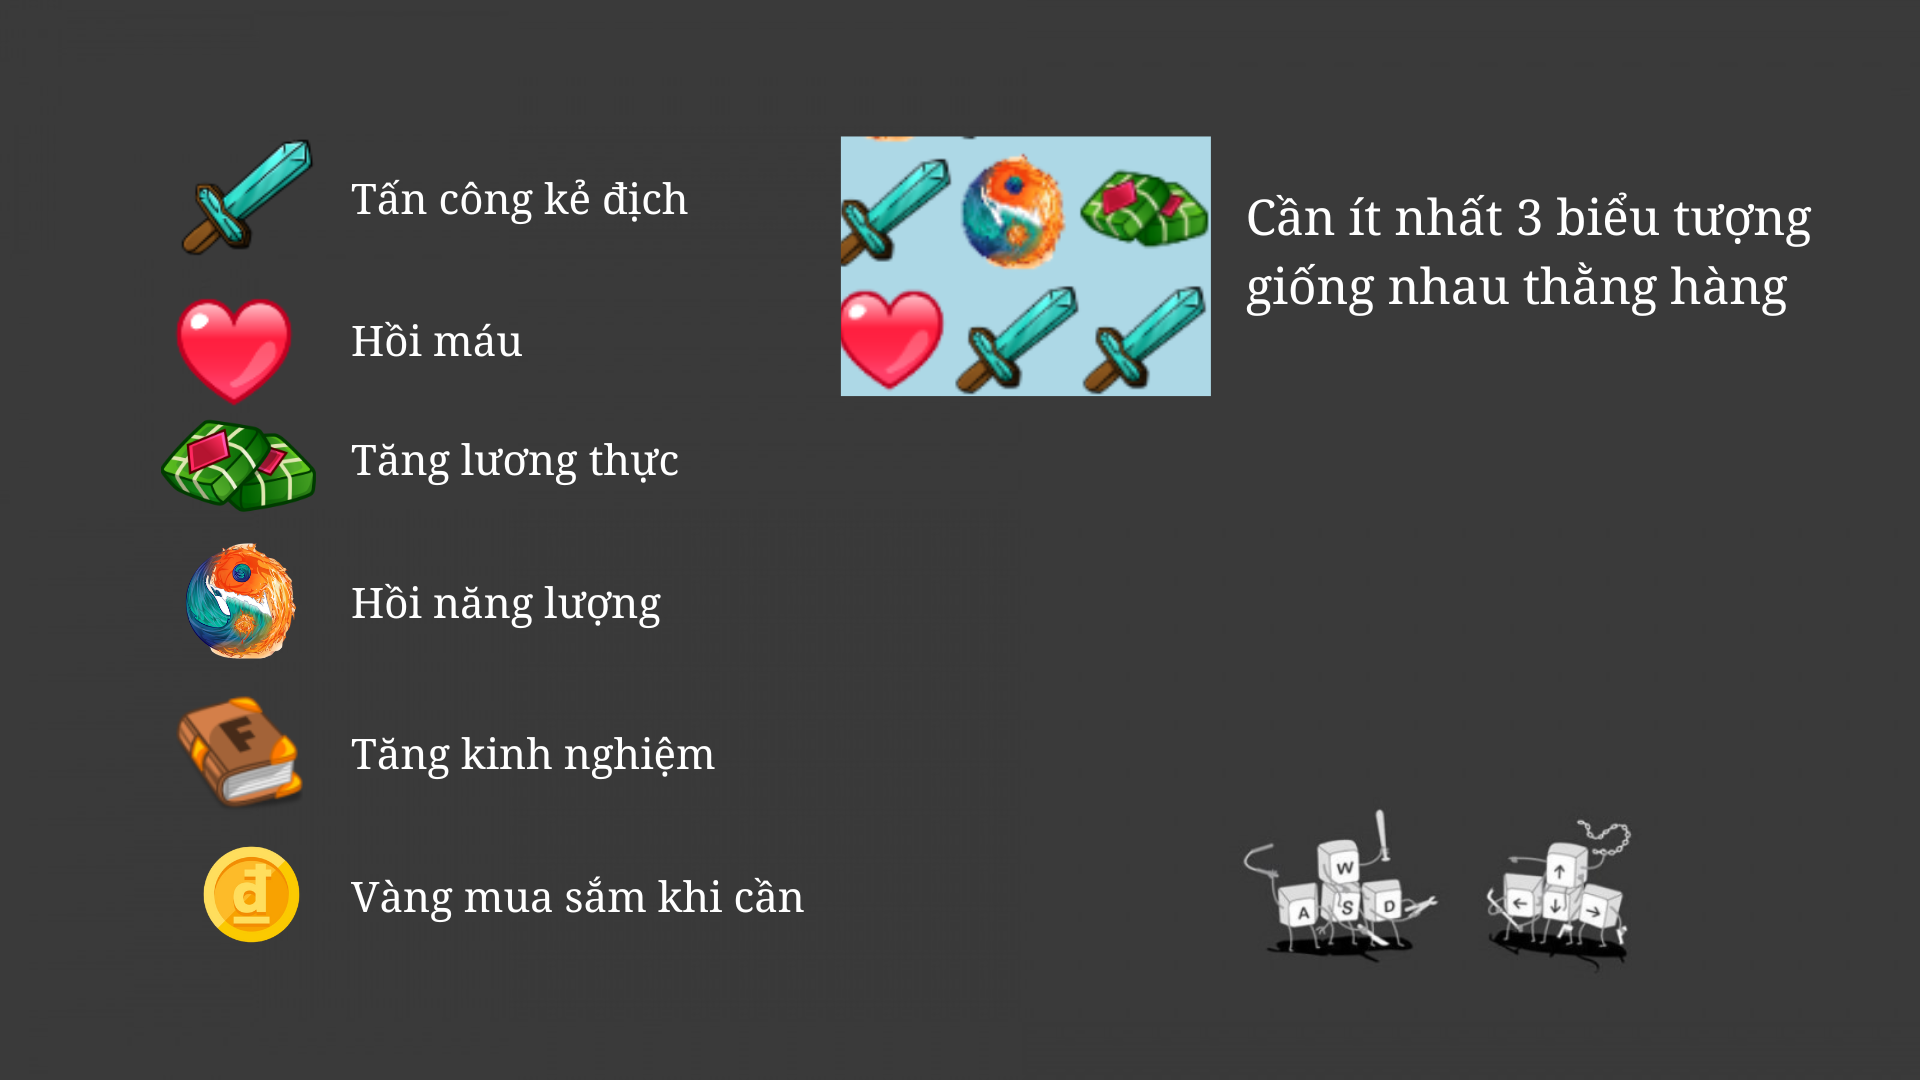 Tấn công kẻ địch
Hồi máu
Tăng lương thực
Hồi năng lượng
F
Tăng kinh nghiệm
đ
Vàng mua sắm khi cần
Cần ít nhất 3 biểu tượng
giống nhau thằng hàng
W
A S D
↑
← ↓ →